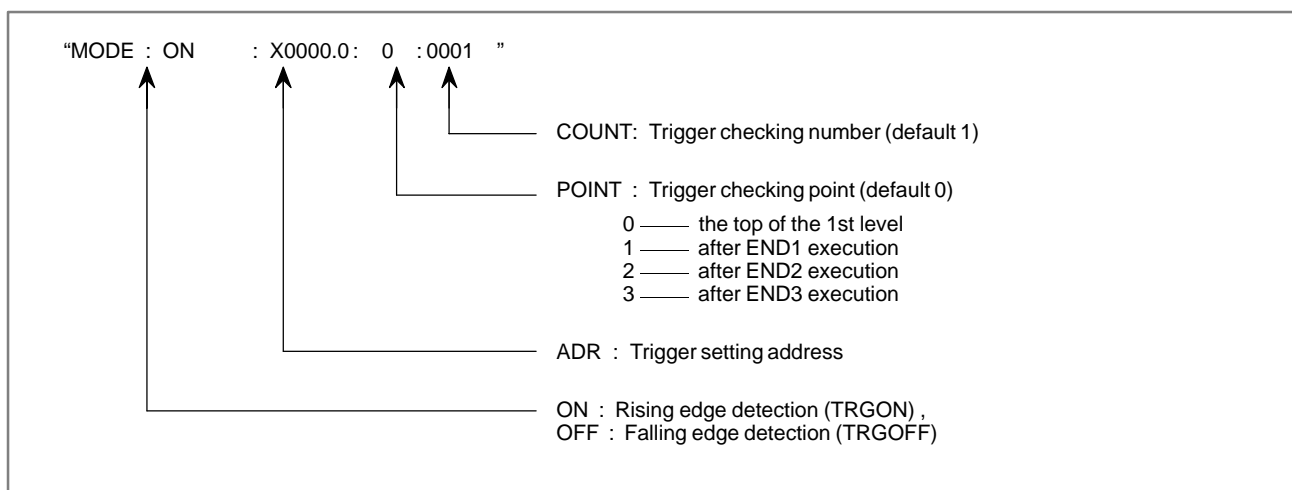 “MODE : ON : X0000.0 : 0 : 0001 ”
COUNT: Trigger checking number (default 1)
POINT : Trigger checking point (default 0)
0 —— the top of the 1st level
1 —— after END1 execution
2 —— after END2 execution
3 —— after END3 execution
ADR : Trigger setting address
ON : Rising edge detection (TRGON) ,
OFF : Falling edge detection (TRGOFF)